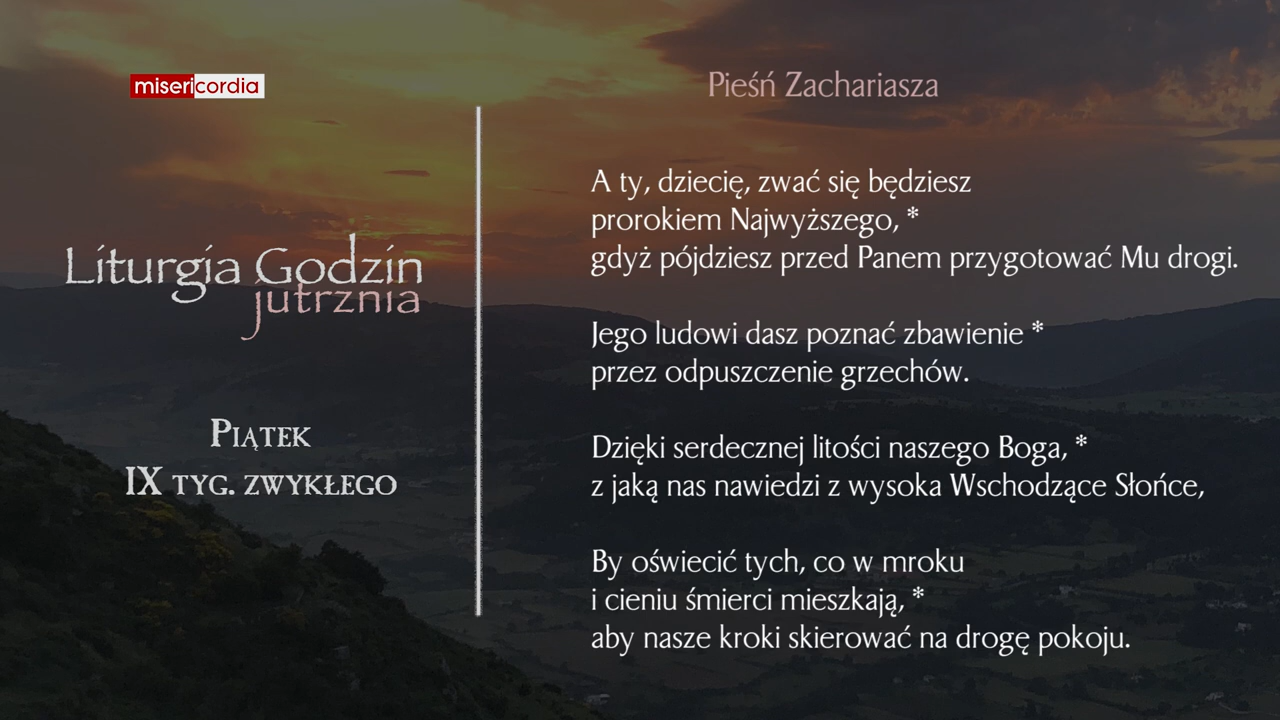 misericordia
Liturgia Godzin
jutrznia
Piątek
IX tyg. zwykłego
Pieśń Zachariasza
A ty, dziecię, zwać się będziesz
prorokiem Najwyższego, *
gdyż pójdziesz przed Panem przygotować Mu drogi.
Jego ludowi dasz poznać zbawienie *
przez odpuszczenie grzechów.
Dzięki serdecznej litości naszego Boga, *
z jaką nas nawiedzi z wysoka Wschodzące Słońce,
By oświecić tych, co w mroku
i cieniu śmierci mieszkają, *
aby nasze kroki skierować na drogę pokoju.